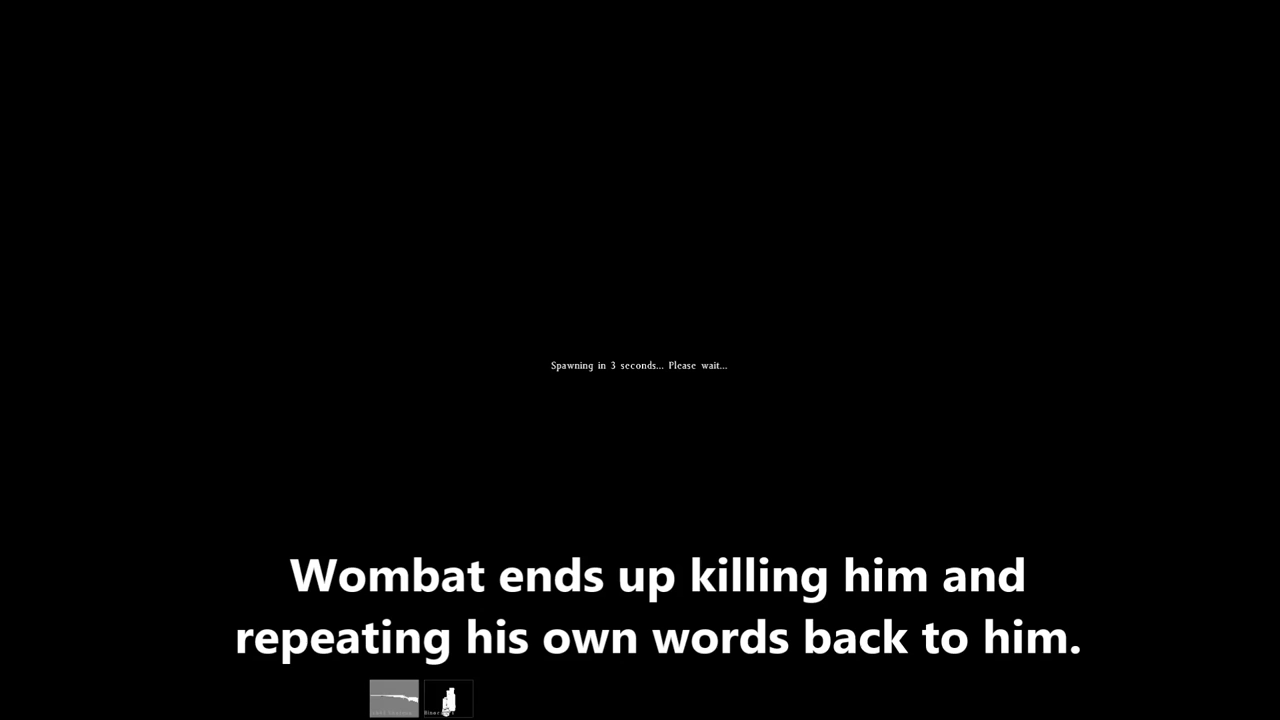 Spawning in 3 seconds... Please wait...
Wombat ends up killing him and
repeating his own words back to him.